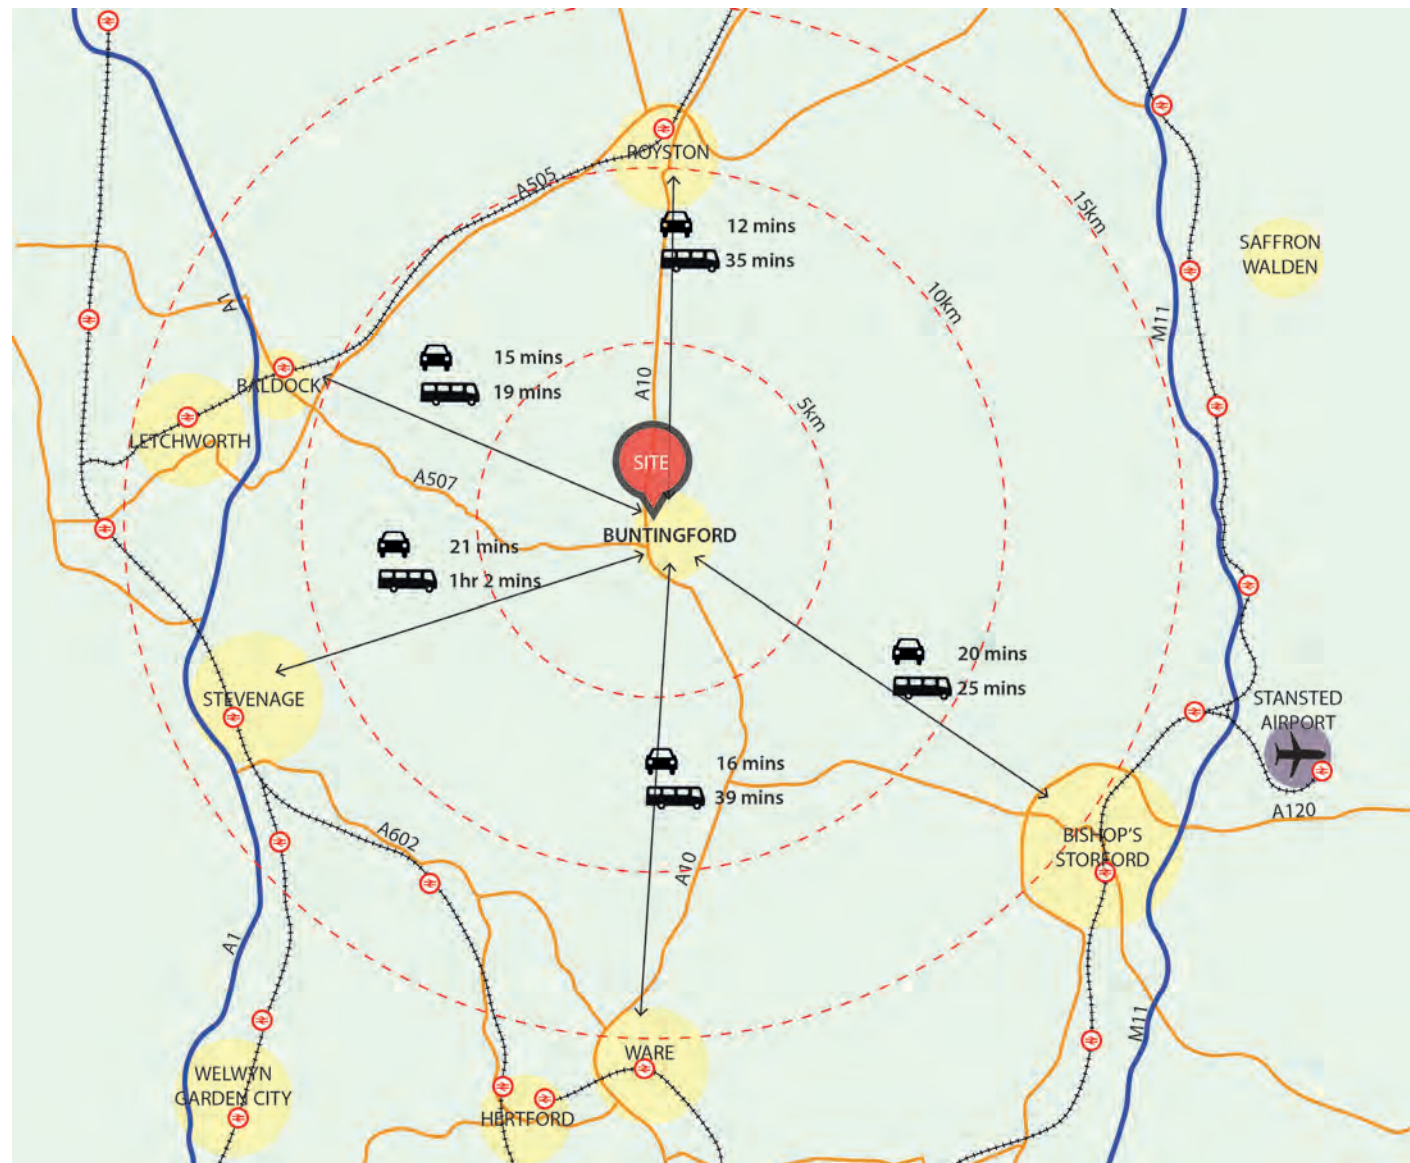 ROYSTON
A505
15km
12 mins
35 mins
SAFFRON
WALDEN
A1
10km
M11
15 mins
19 mins
BALDOCK
A10
5km
LETCHWORTH
A507
SITE
BUNTINGFORD
21 mins
1hr 2 mins
20 mins
25 mins
STEVENAGE
STANSTED
AIRPORT
16 mins
39 mins
A120
A602
BISHOP'S
STORFORD
A10
A1
M11
WARE
WELWYN
GARDEN CITY
HERTFORD